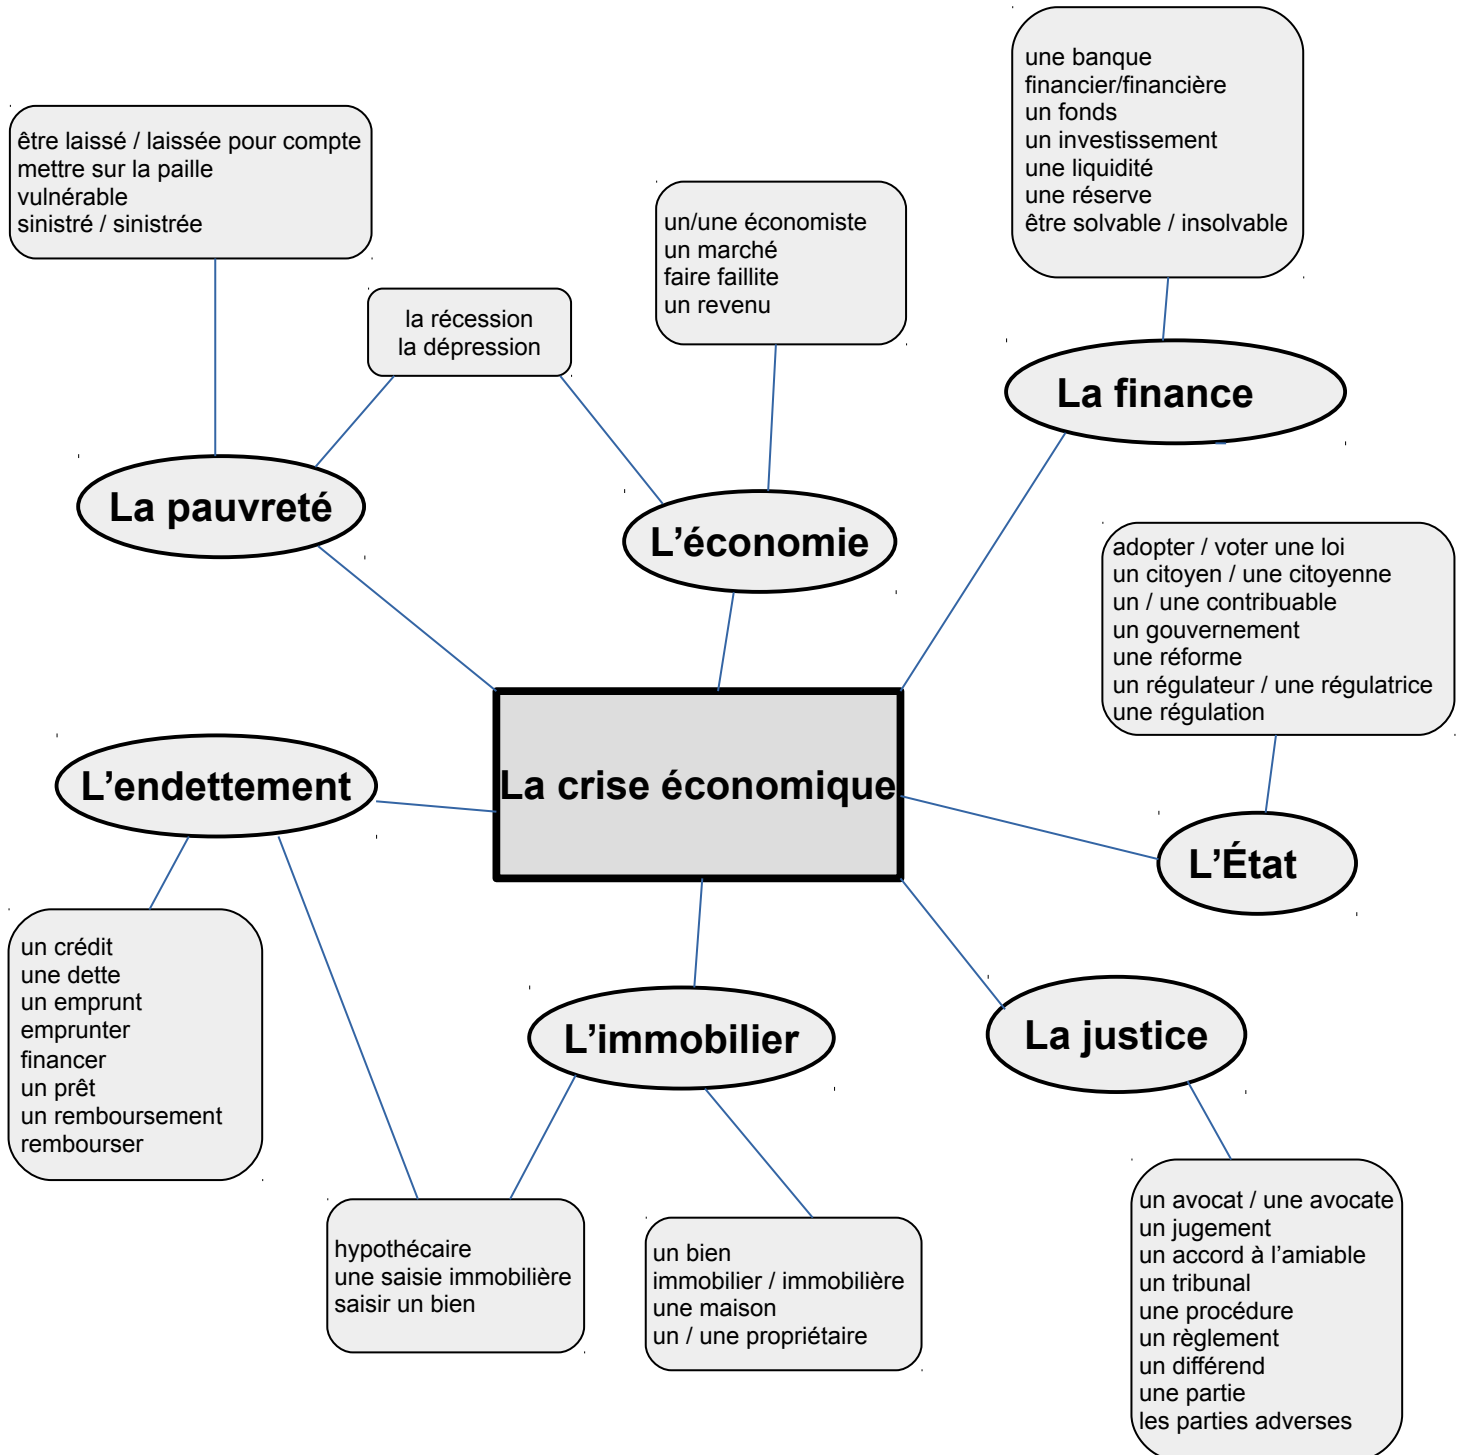 une banque
financier/financière
un fonds
un investissement
une liquidité
une réserve
être solvable / insolvable
être laissé / laissée pour compte
mettre sur la paille
vulnérable
sinistré / sinistrée
un/une économiste
un marché
faire faillite
un revenu
la récession
la dépression
La finance
La pauvreté
L’économie
adopter / voter une loi
un citoyen / une citoyenne
un / une contribuable
un gouvernement
une réforme
un régulateur / une régulatrice
une régulation
L’endettement
La crise économique
L’État
un crédit
une dette
un emprunt
emprunter
financer
un prêt
un remboursement
rembourser
L’immobilier
La justice
hypothécaire
une saisie immobilière
saisir un bien
un bien
immobilier / immobilière
une maison
un / une propriétaire
un avocat / une avocate
un jugement
un accord à l’amiable
un tribunal
une procédure
un règlement
un différend
une partie
les parties adverses